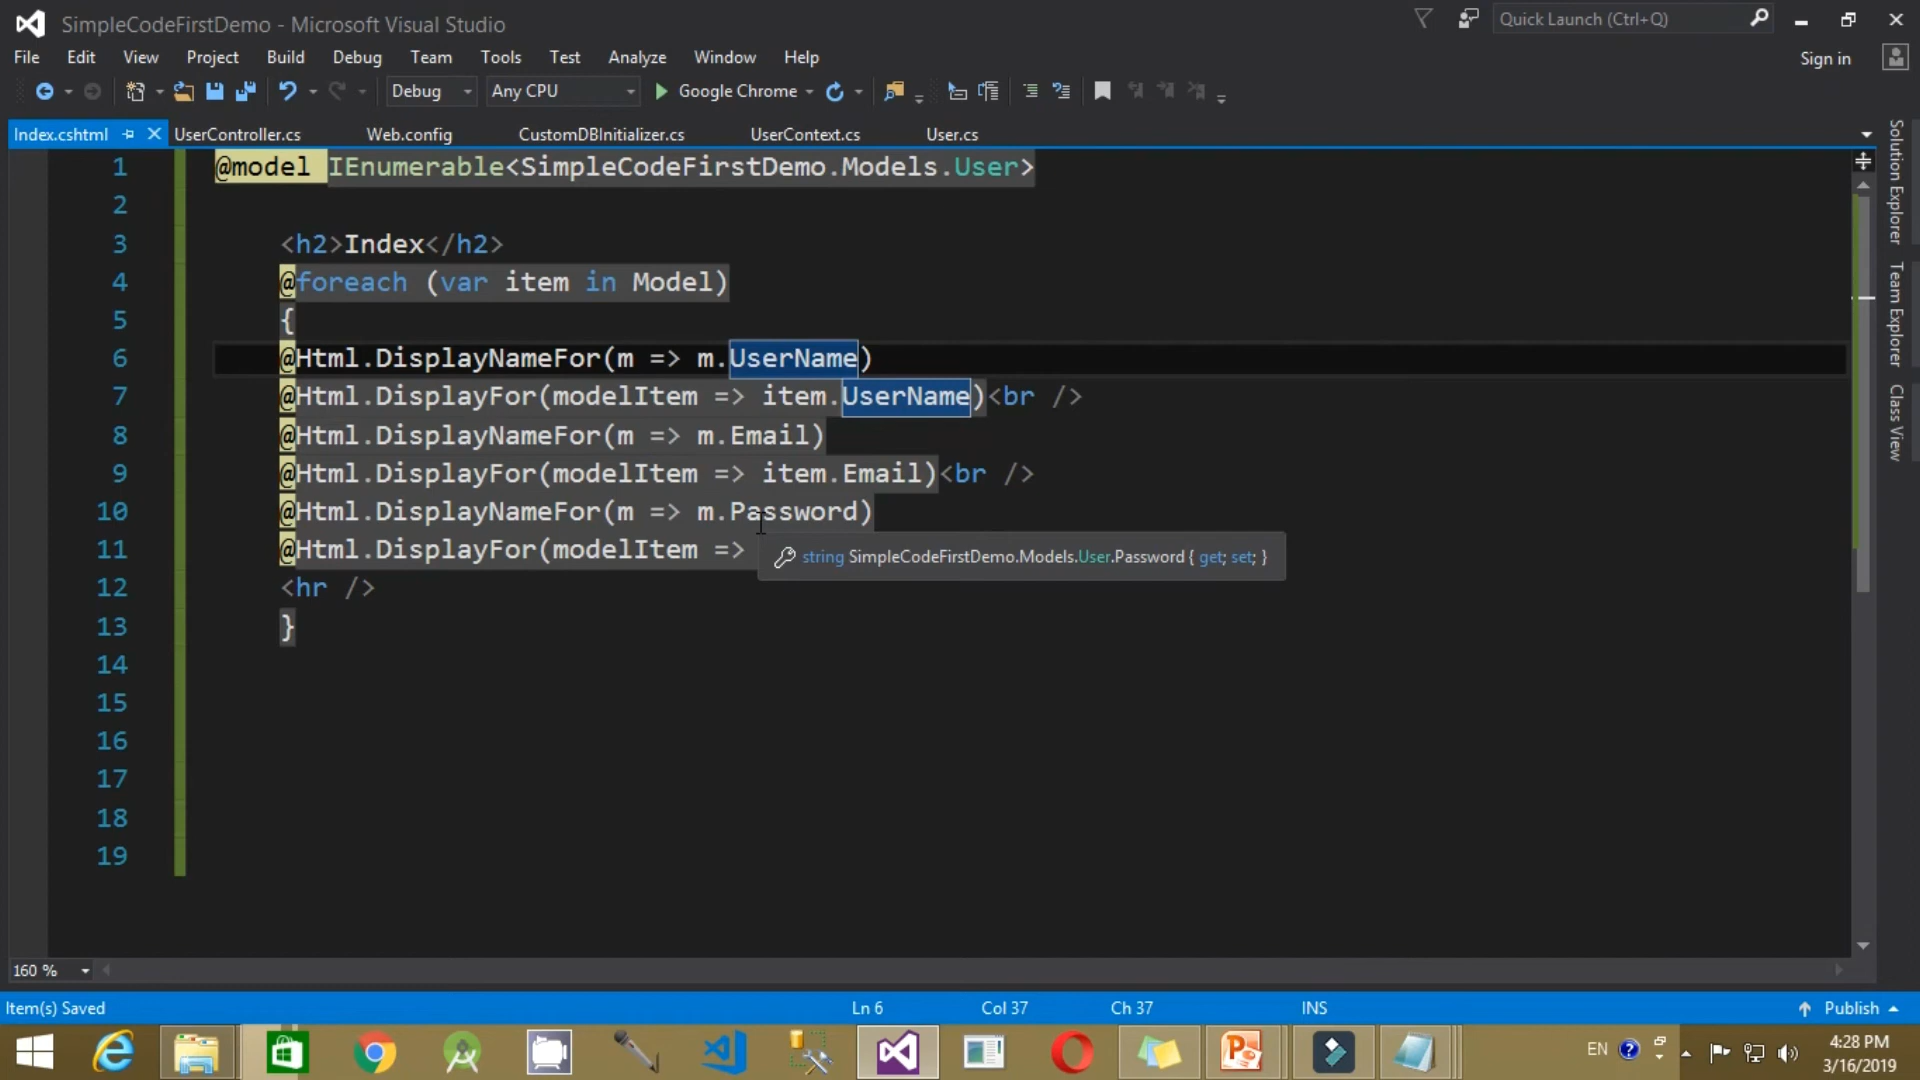 SimpleCodeFirstDemo - Microsoft Visual Studio
Quick Launch (Ctrl+Q)
File Edit View Project Build Debug Team Tools Test Analyze Window Help
Sign in
Debug Any CPU Google Chrome
Index.cshtml UserController.cs Web.config CustomDBInitializer.cs UserContext.cs User.cs
1 @model IEnumerable<SimpleCodeFirstDemo.Models.User>
2
3 <h2>Index</h2>
4 @foreach (var item in Model)
5 {
6 @Html.DisplayNameFor(m => m.UserName)
7 @Html.DisplayFor(modelItem => item.UserName)<br />
8 @Html.DisplayNameFor(m => m.Email)
9 @Html.DisplayFor(modelItem => item.Email)<br />
10 @Html.DisplayNameFor(m => m.Password)
11 @Html.DisplayFor(modelItem =>
string SimpleCodeFirstDemo.Models.User.Password { get; set; }
12 <hr />
13 }
14
15
16
17
18
19
Solution Explorer
Team Explorer
Class View
160 %
Item(s) Saved Ln 6 Col 37 Ch 37 INS Publish
EN
4:28 PM
3/16/2019